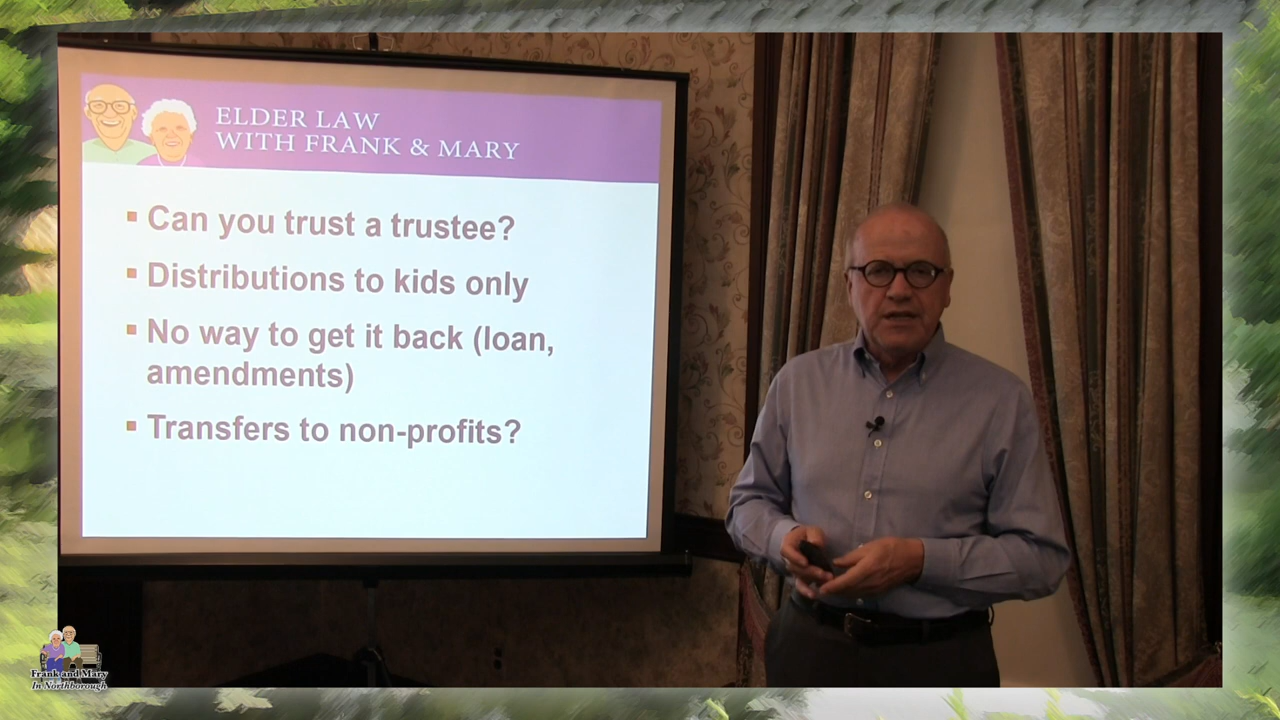 ELDER LAW
WITH FRANK & MARY
Can you trust a trustee?
Distributions to kids only
No way to get it back (loan,
amendments)
Transfers to non-profits?
Frank and Mary
In Northborough